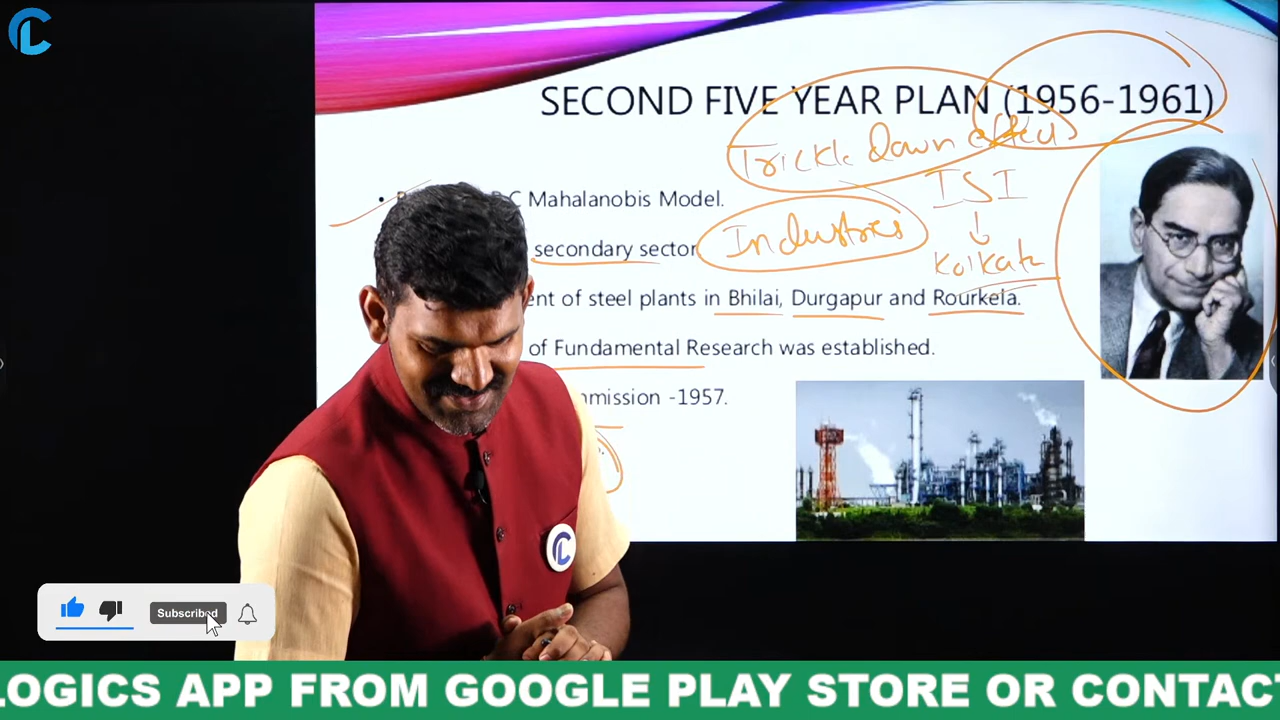 SECOND FIVE YEAR PLAN (1956-1961)
Trickle down effect
Mahalanobis Model.
ISI
secondary sector
Industries
Kolkata
of steel plants in Bhilai, Durgapur and Rourkela.
of Fundamental Research was established.
-1957.
Subscribed
LOGICS APP FROM GOOGLE PLAY STORE OR CONTACT